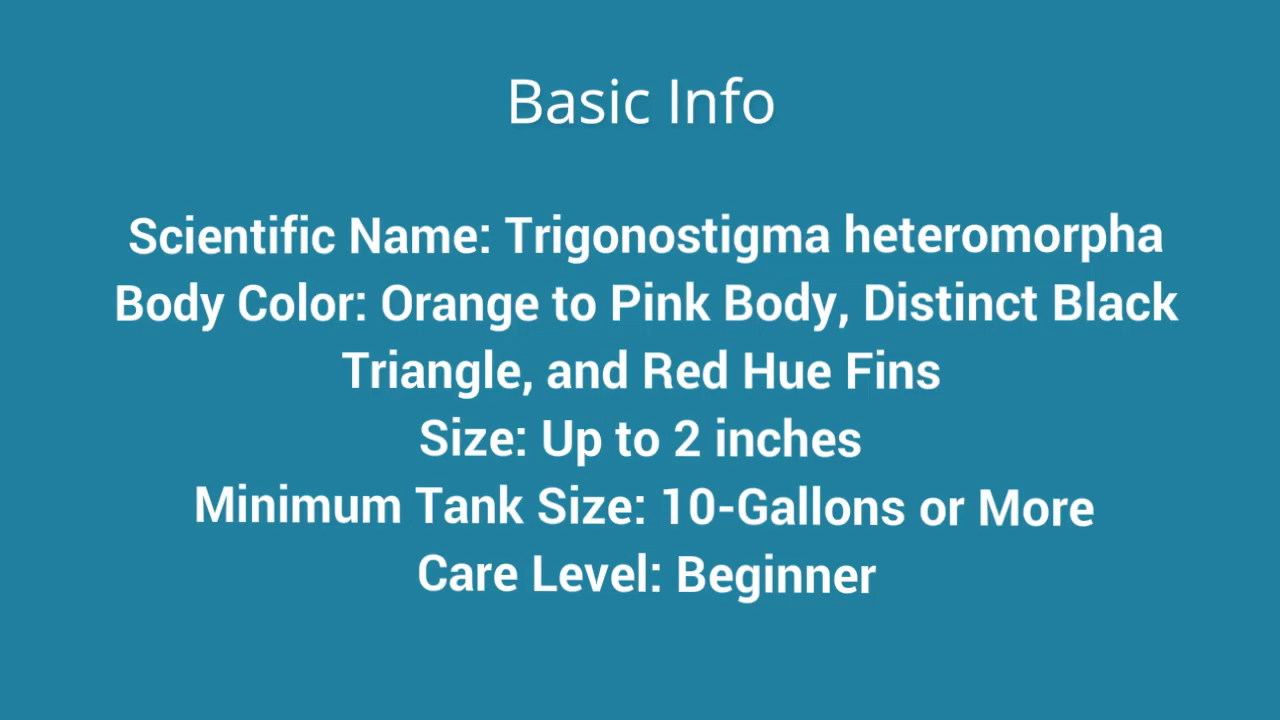 Basic Info
Scientific Name: Trigonostigma heteromorpha
Body Color: Orange to Pink Body, Distinct Black
Triangle, and Red Hue Fins
Size: Up to 2 inches
Minimum Tank Size: 10-Gallons or More
Care Level: Beginner